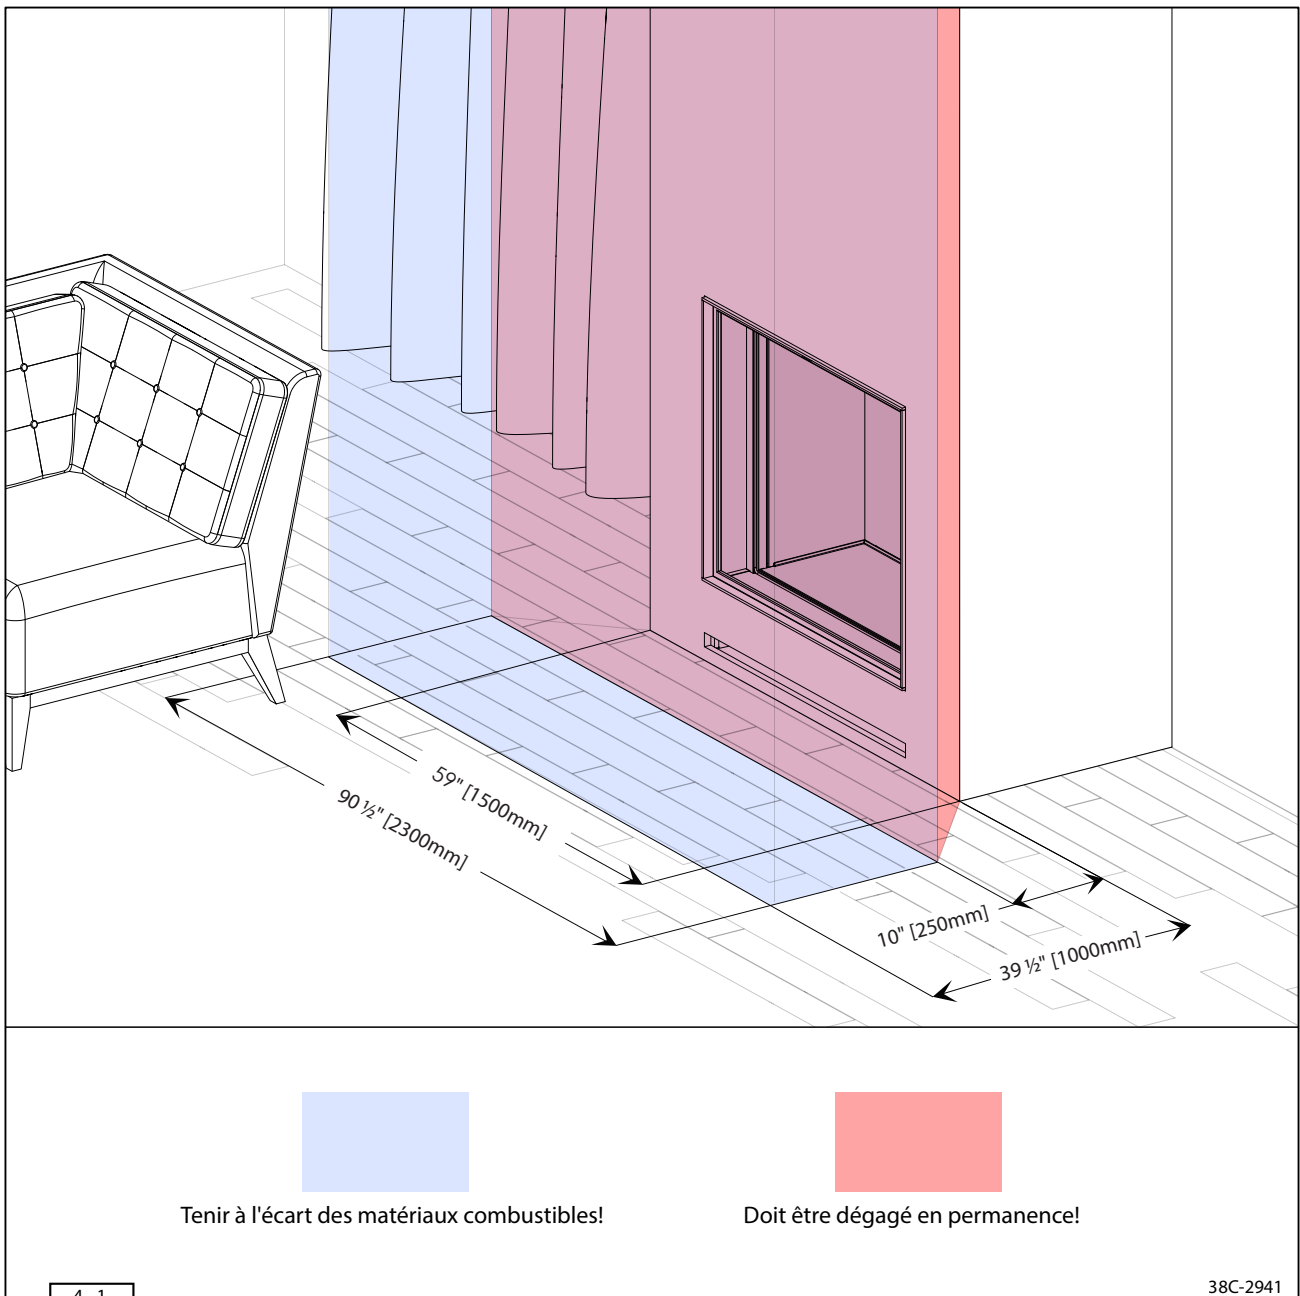 59" [1500mm]
90 ½" [2300mm]
10" [250mm]
39 ½" [1000mm]
Tenir à l'écart des matériaux combustibles!
Doit être dégagé en permanence!
38C-2941